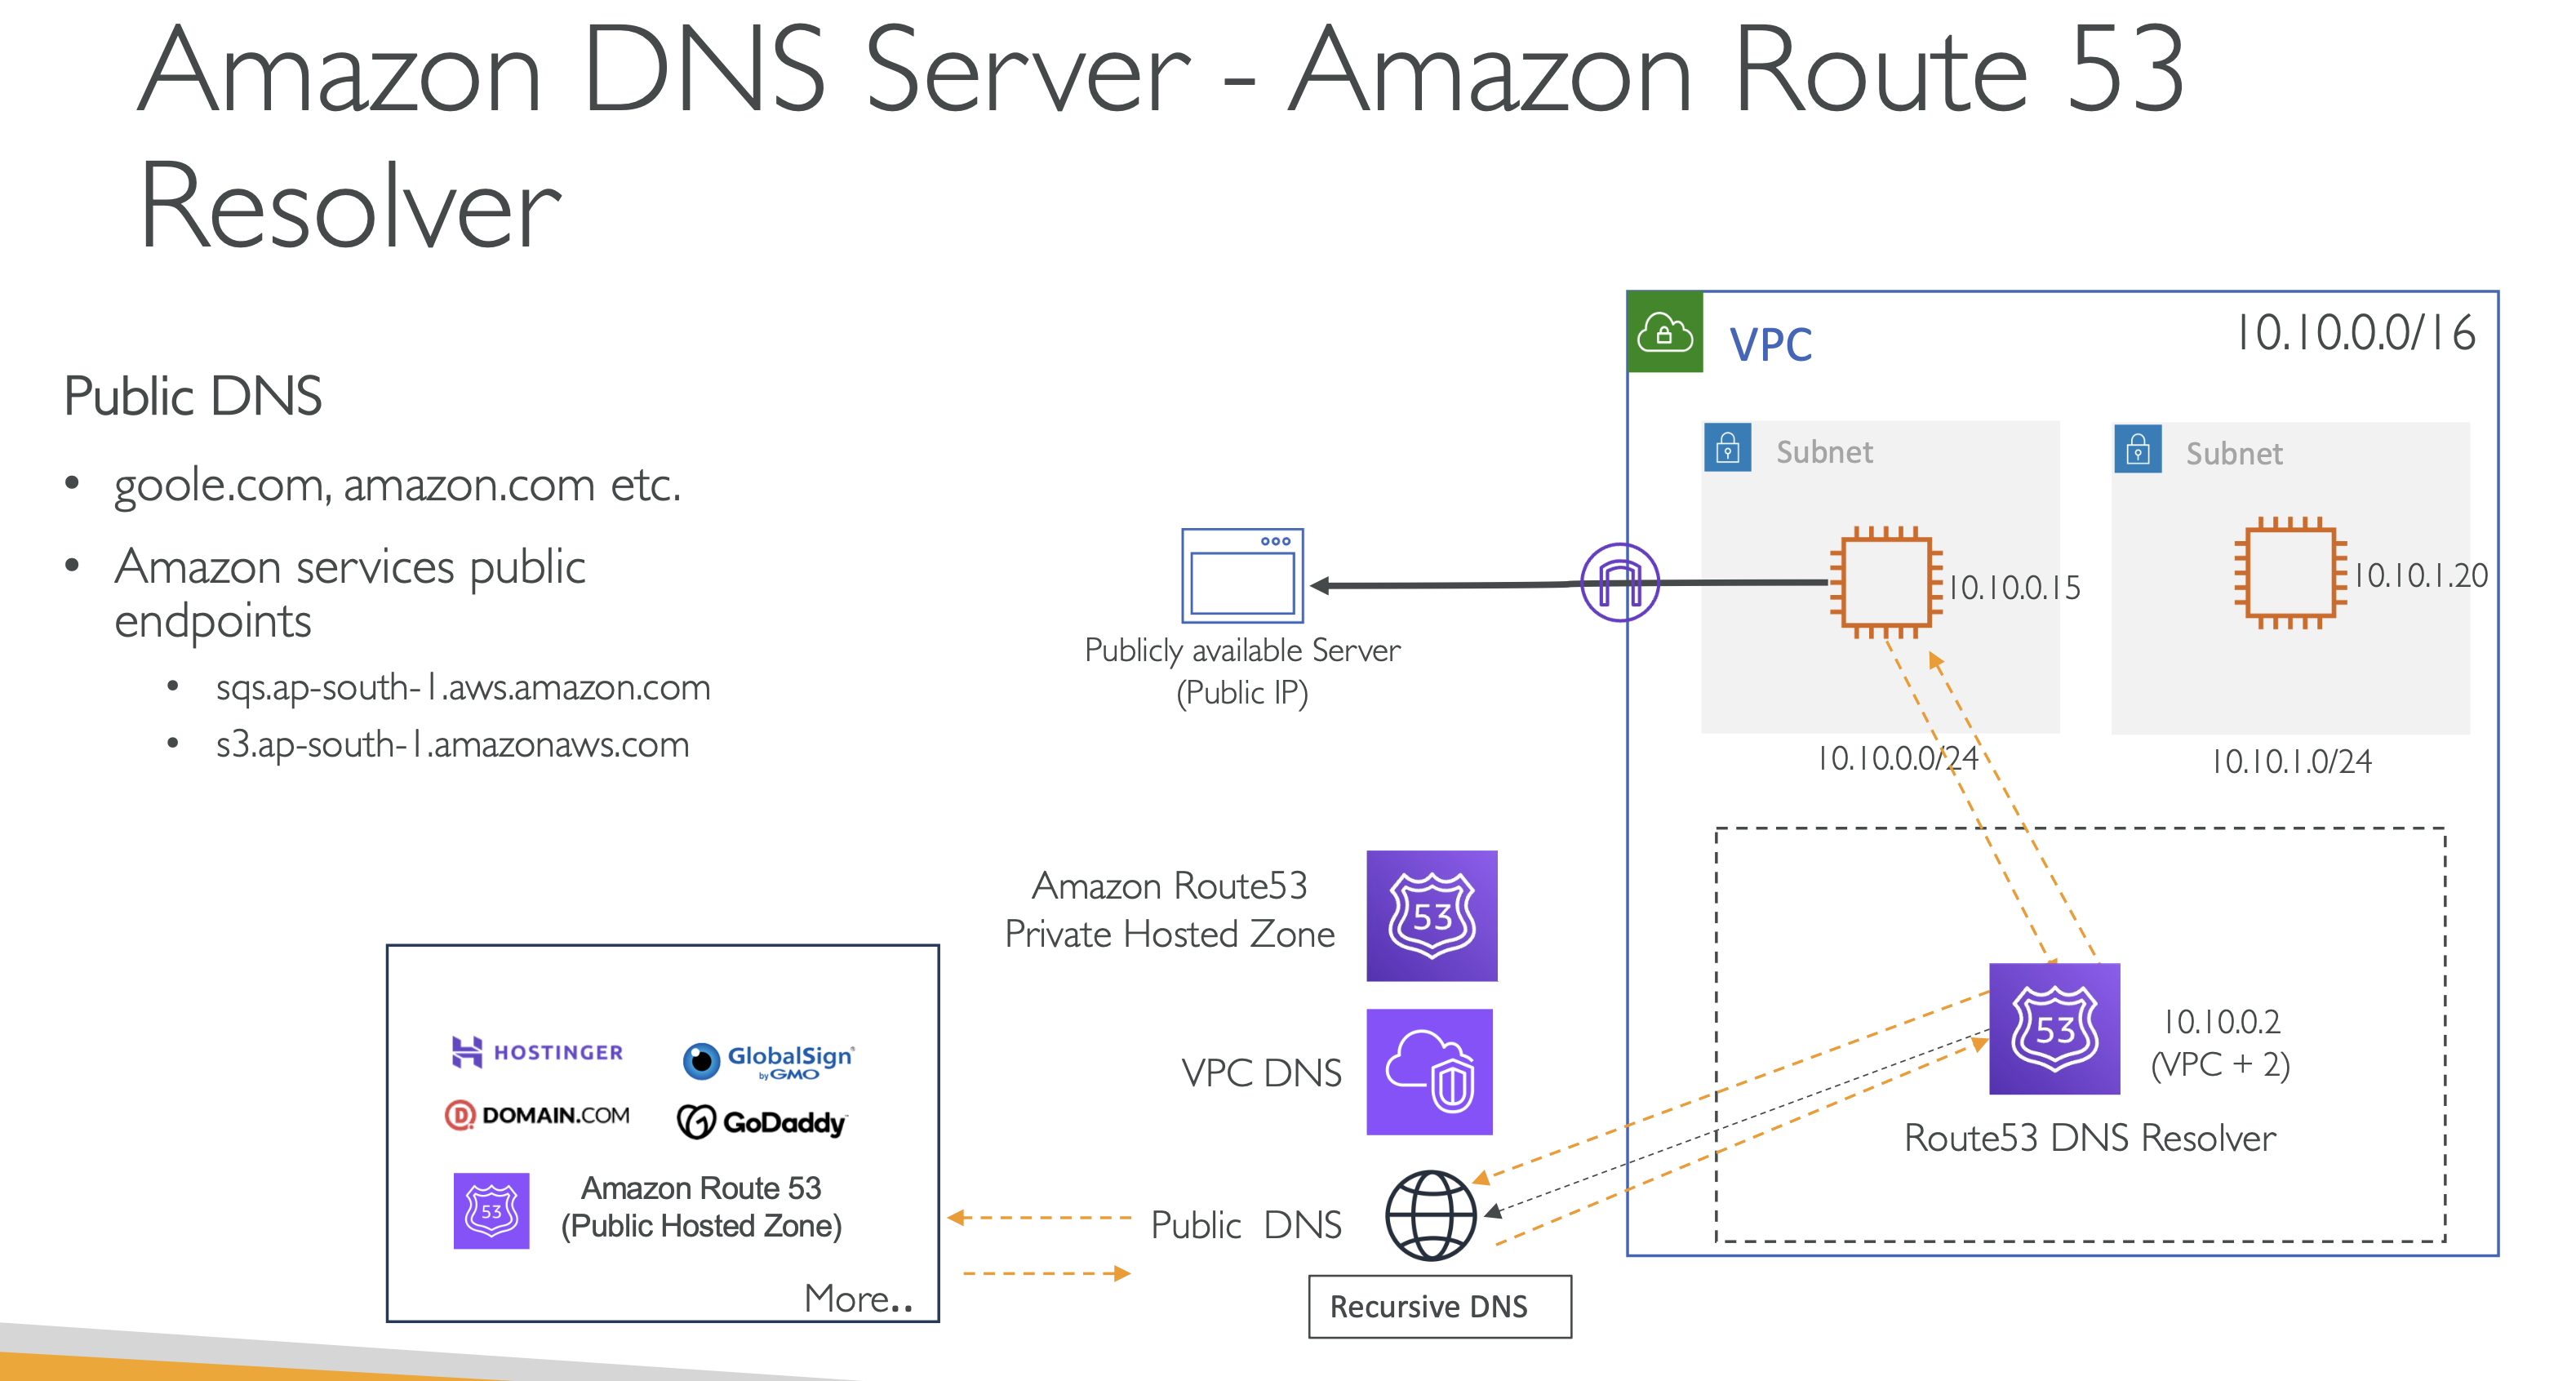 Amazon DNS Server - Amazon Route 53
Resolver
Public DNS
• goole.com, amazon.com etc.
• Amazon services public
endpoints
• sqs.ap-south-1.aws.amazon.com
• s3.ap-south-1.amazonaws.com
VPC
10.10.0.0/16
Subnet
Subnet
10.10.0.15
10.10.1.20
10.10.0.0/24
10.10.1.0/24
Publicly available Server
(Public IP)
Amazon Route53
Private Hosted Zone
53
VPC DNS
Public DNS
Recursive DNS
53
10.10.0.2
(VPC + 2)
Route53 DNS Resolver
HOSTINGER
GlobalSign
by GMO
DOMAIN.COM
GoDaddy
53
Amazon Route 53
(Public Hosted Zone)
More..